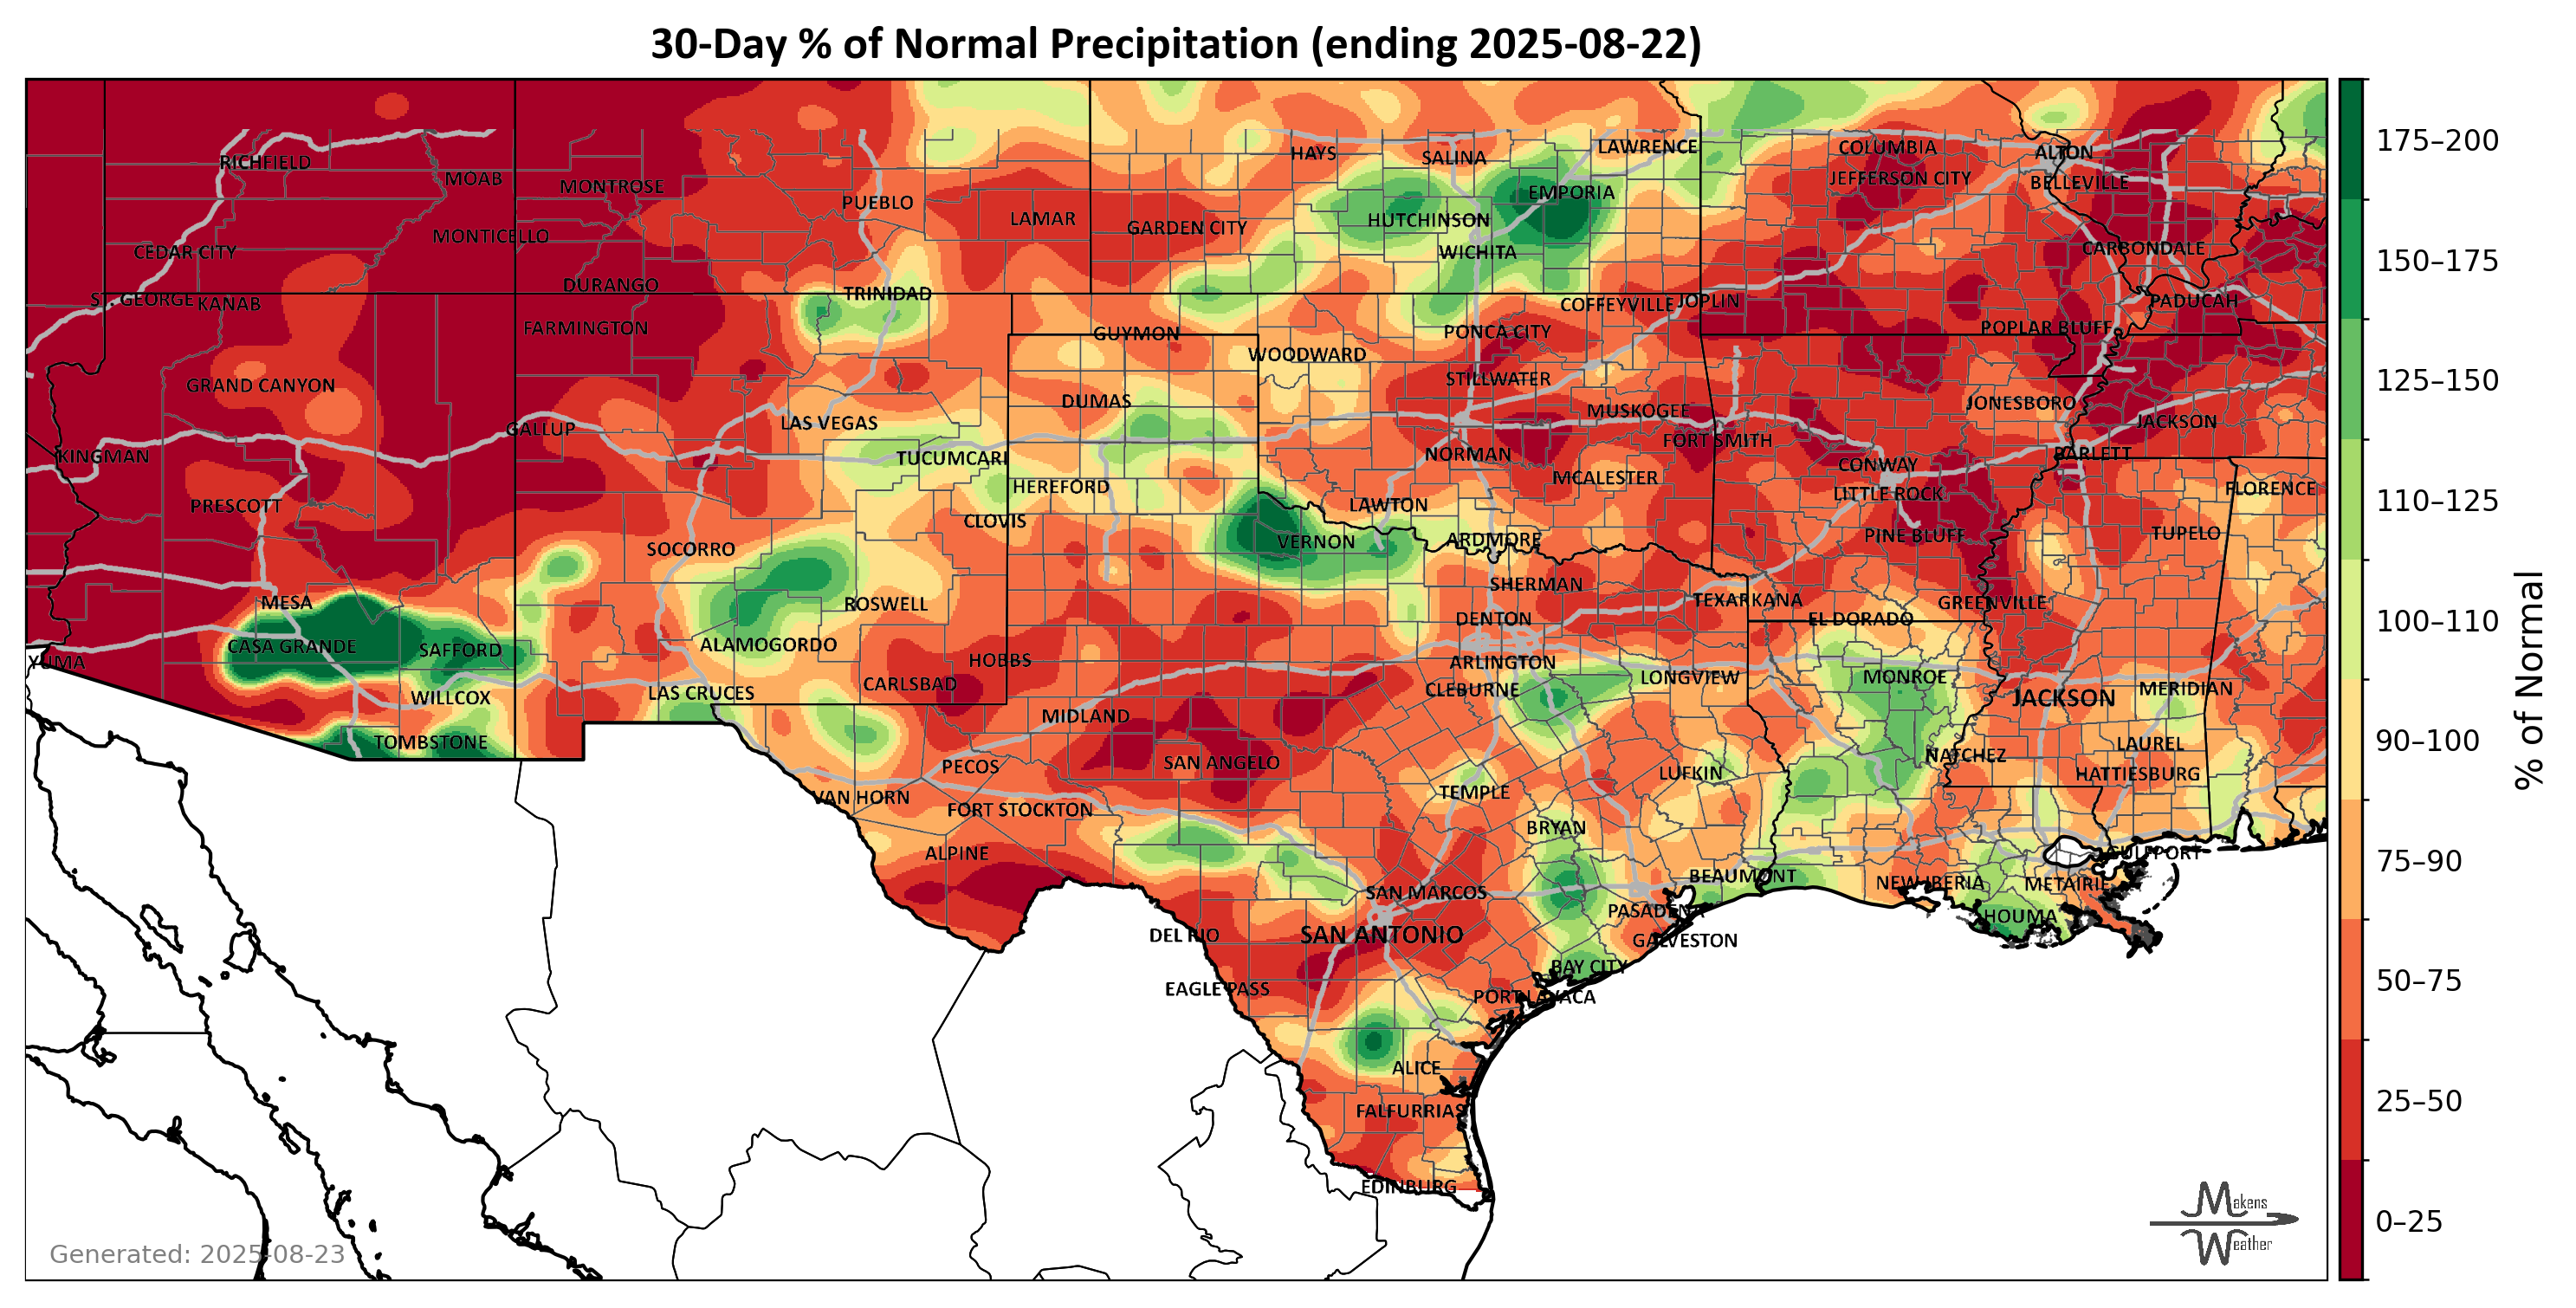 30-Day % of Normal Precipitation (ending 2025-08-22)
HAYS
SALINA
LAWRENCE
COLUMBIA
ALTON
RICHFIELD
MOAB
MONTROSE
JEFFERSON CITY
BELLEVILLE
EMPORIA
PUEBLO
LAMAR
GARDEN CITY
HUTCHINSON
MONTICELLO
CEDAR CITY
WICHITA
CARBONDALE
DURANGO
TRINIDAD
ST. GEORGE
KANAB
COFFEYVILLE
JOPLIN
PADUCAH
FARMINGTON
GUYMON
PONCA CITY
POPLAR BLUFF
WOODWARD
GRAND CANYON
STILLWATER
DUMAS
MUSKOGEE
JONESBORO
LAS VEGAS
JACKSON
GALLUP
FORT SMITH
KINGMAN
TUCUMCARI
NORMAN
BARLETT
CONWAY
HEREFORD
MCALESTER
LITTLE ROCK
FLORENCE
PRESCOTT
LAWTON
CLOVIS
PINE BLUFF
TUPELO
SOCORRO
VERNON
ARDMORE
SHERMAN
MESA
ROSWELL
TEXARKANA
GREENVILLE
DENTON
EL DORADO
CASA GRANDE
SAFFORD
ALAMOGORDO
HOBBS
ARLINGTON
YUMA
WILLCOX
LAS CRUCES
CARLSBAD
CLEBURNE
LONGVIEW
MONROE
JACKSON
MERIDIAN
MIDLAND
TOMBSTONE
LAUREL
PECOS
SAN ANGELO
NATCHEZ
LUFKIN
HATTIESBURG
VAN HORN
FORT STOCKTON
TEMPLE
BRYAN
ALPINE
GULFPORT
BEAUMONT
SAN MARCOS
NEW IBERIA
METAIRIE
PASADENA
HOUMA
DEL RIO
SAN ANTONIO
GALVESTON
BAY CITY
EAGLE PASS
PORT LAVACA
ALICE
FALFURRIAS
EDINBURG
175–200
150–175
125–150
110–125
100–110
90–100
75–90
50–75
25–50
0–25
% of Normal
Makens
Weather
Generated: 2025-08-23